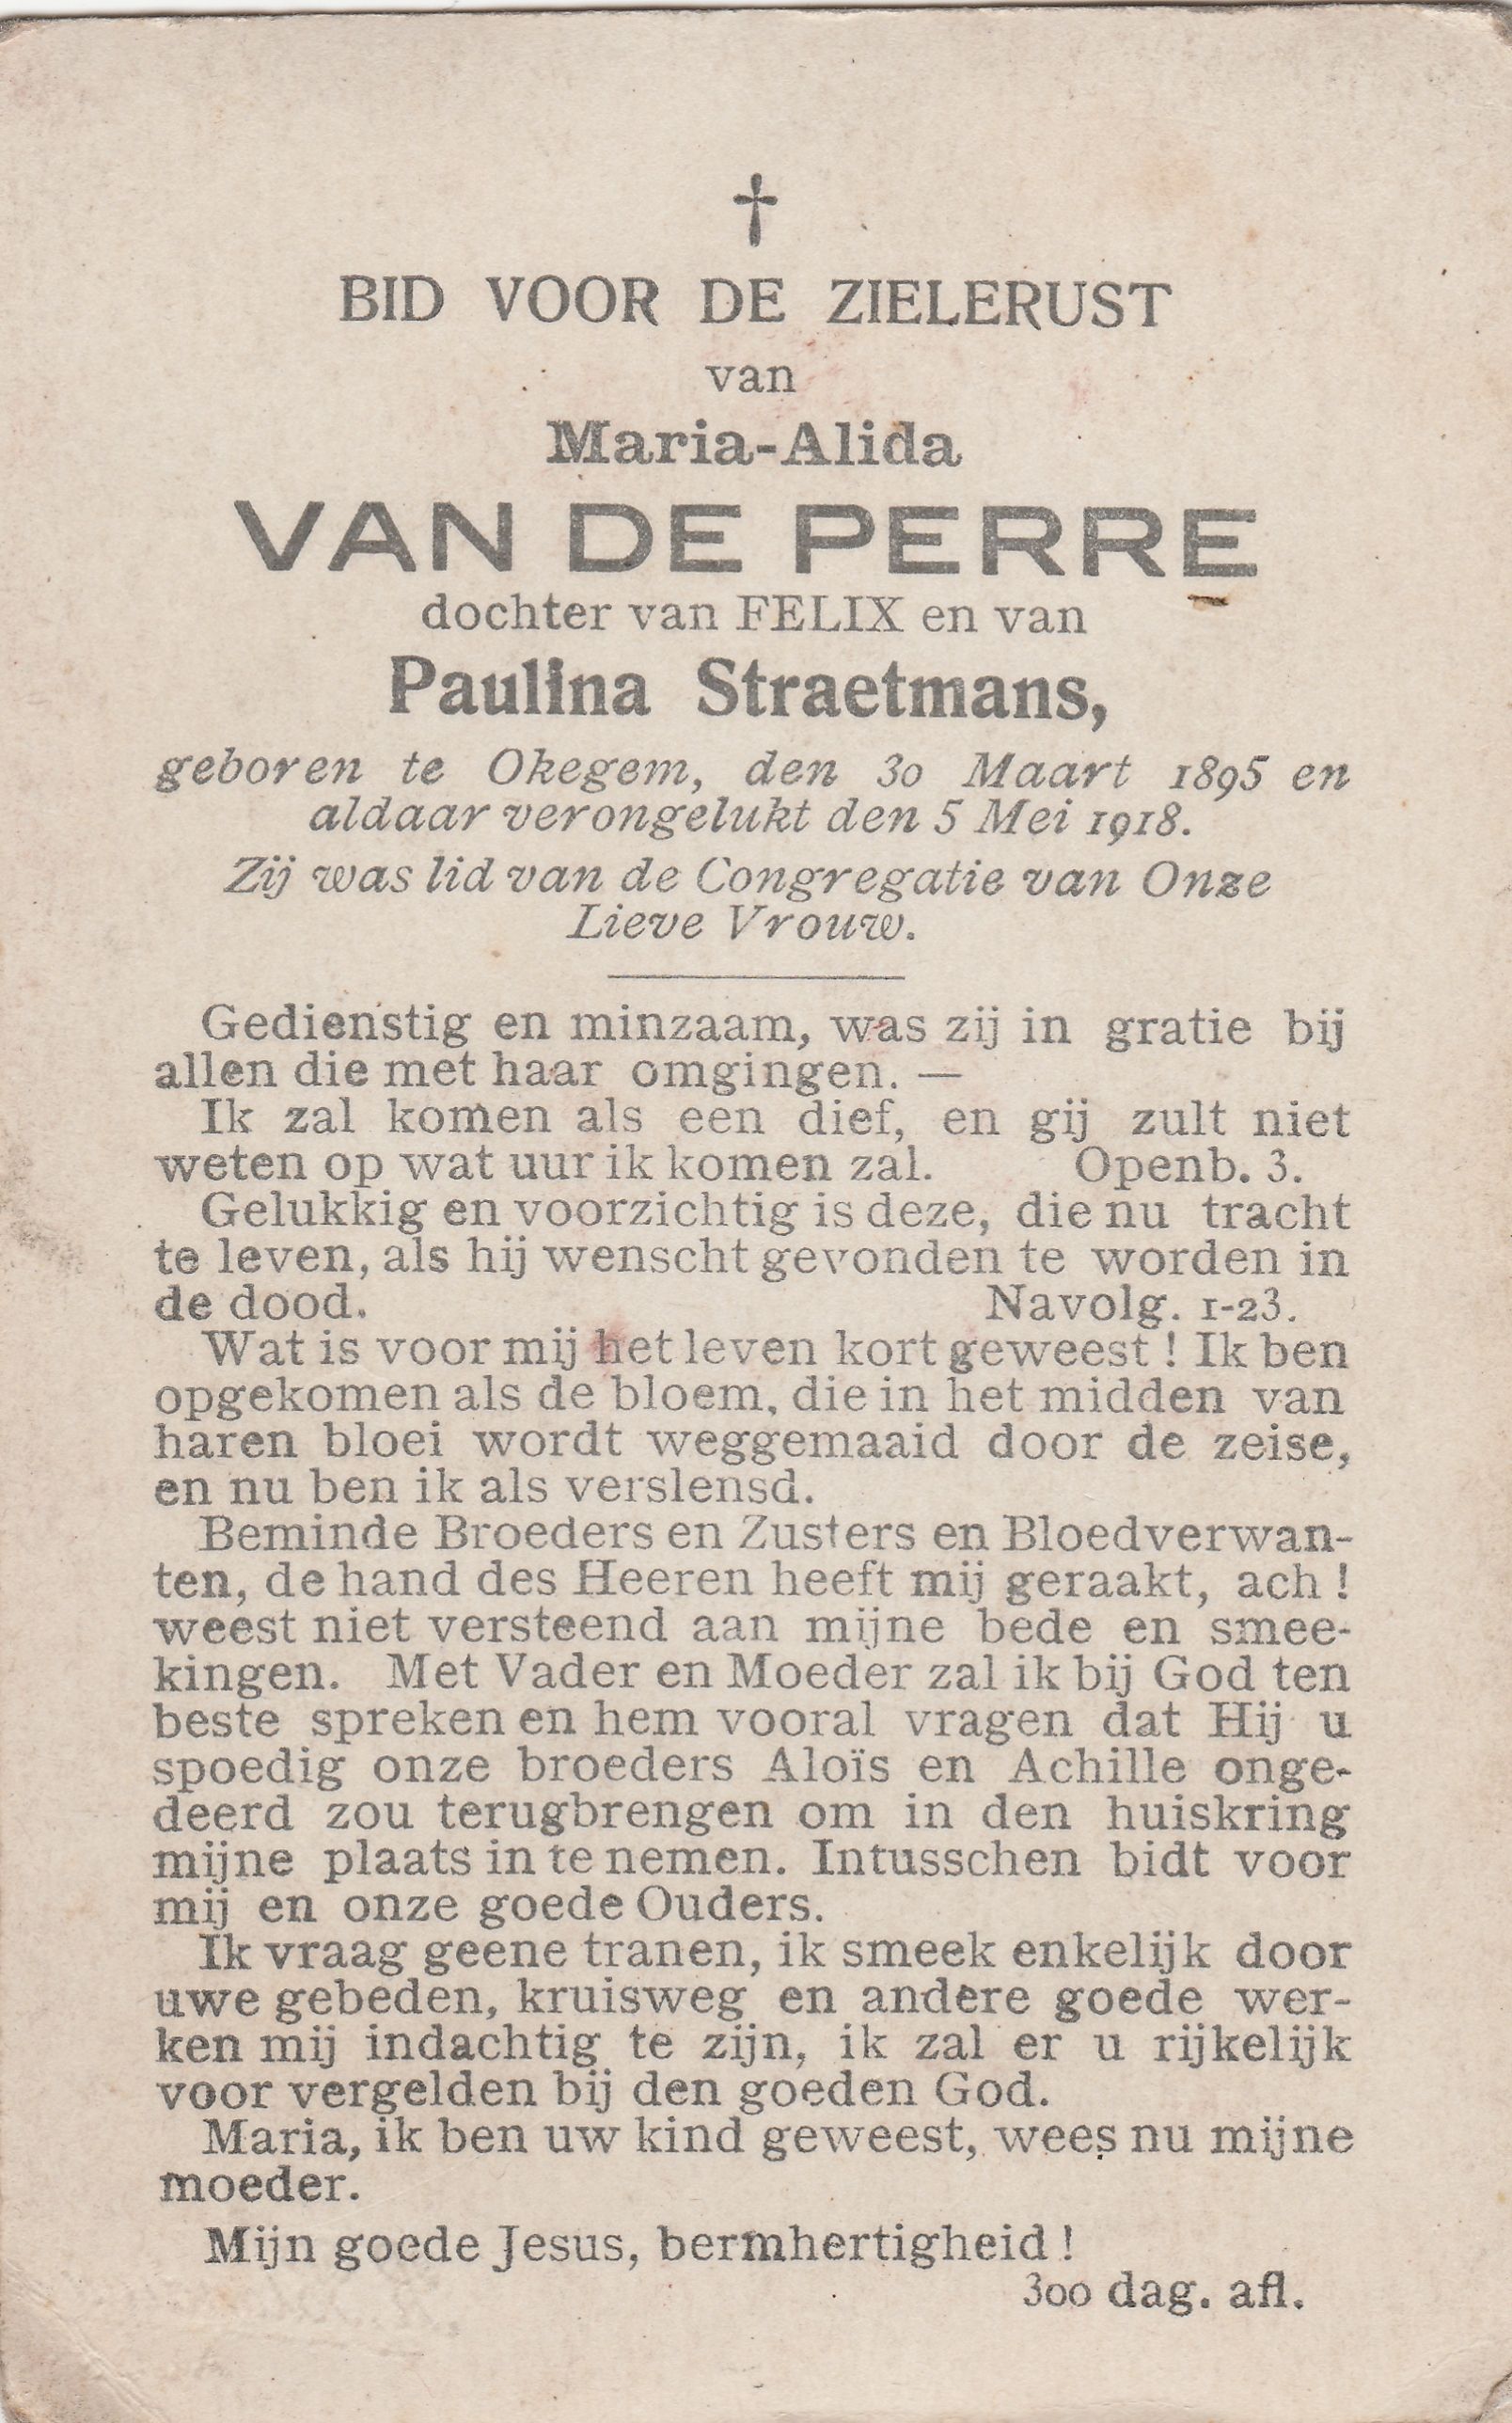 †
BID VOOR DE ZIELERUST
van
Maria-Alida
VAN DE PERRE
dochter van FELIX en van
Paulina Straetmans,
geboren te Okegem, den 30 Maart 1895 en
aldaar verongelukt den 5 Mei 1918.
Zij was lid van de Congregatie van Onze
Lieve Vrouw.
Gedienstig en minzaam, was zij in gratie bij
allen die met haar omgingen. —
Ik zal komen als een dief, en gij zult niet
weten op wat uur ik komen zal. Openb. 3.
Gelukkig en voorzichtig is deze, die nu tracht
te leven, als hij wenscht gevonden te worden in
de dood. Navolg. 1-23.
Wat is voor mij het leven kort geweest ! Ik ben
opgekomen als de bloem, die in het midden van
haren bloei wordt weggemaaid door de zeise,
en nu ben ik als verslensd.
Beminde Broeders en Zusters en Bloedverwan-
ten, de hand des Heeren heeft mij geraakt, ach !
weest niet versteend aan mijne bede en smee-
kingen. Met Vader en Moeder zal ik bij God ten
beste spreken en hem vooral vragen dat Hij u
spoedig onze broeders Aloïs en Achille onge-
deerd zou terugbrengen om in den huiskring
mijne plaats in te nemen. Intusschen bidt voor
mij en onze goede Ouders.
Ik vraag geene tranen, ik smeek enkelijk door
uwe gebeden, kruisweg en andere goede wer-
ken mij indachtig te zijn, ik zal er u rijkelijk
voor vergelden bij den goeden God.
Maria, ik ben uw kind geweest, wees nu mijne
moeder.
Mijn goede Jesus, bermhertigheid !
300 dag. afl.